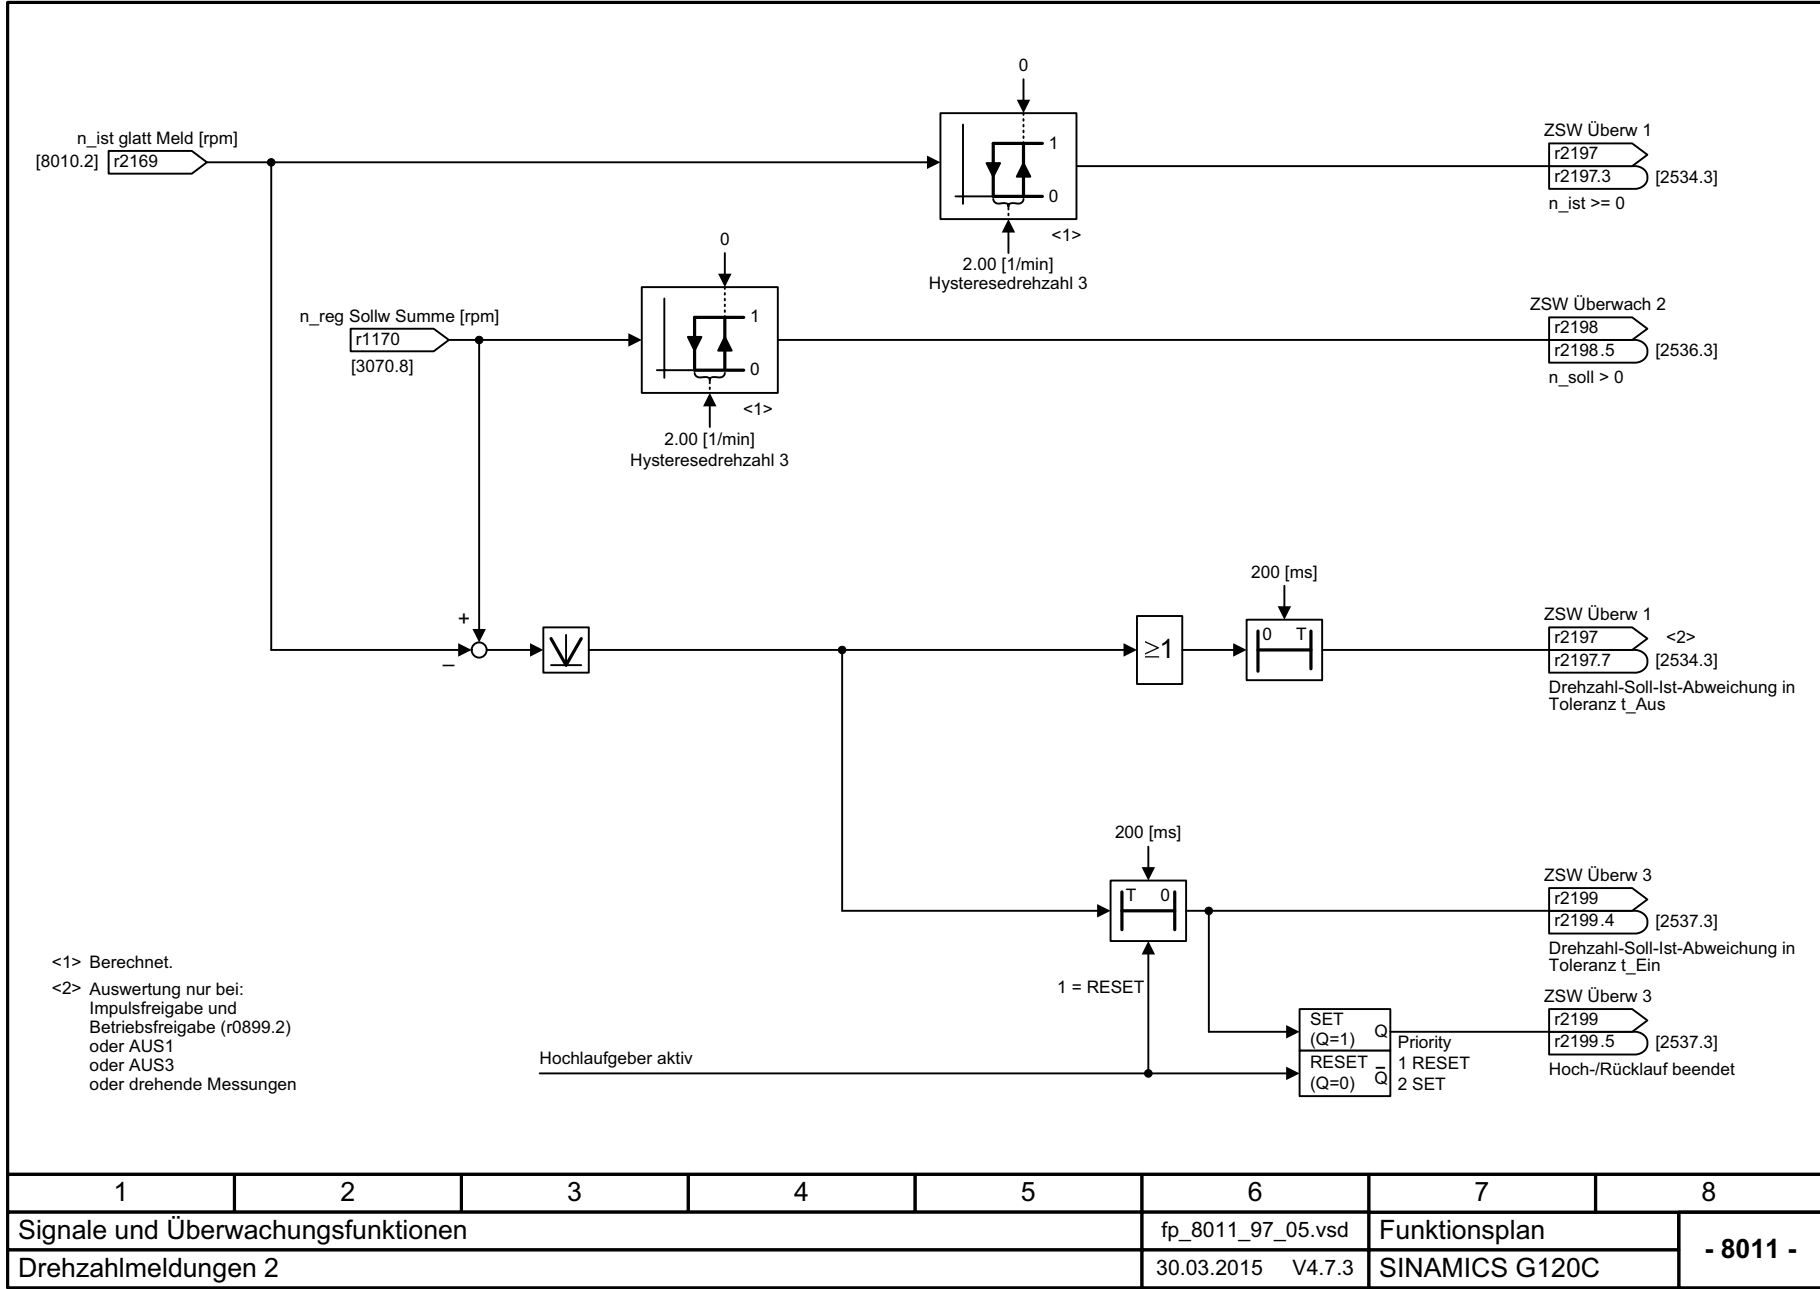 0
n_ist glatt Meld [rpm]
[8010.2] r2169
1
0
<1>
2.00 [1/min]
Hysteresedrehzahl 3
ZSW Überw 1
r2197
r2197.3 [2534.3]
n_ist >= 0
0
n_reg Sollw Summe [rpm]
r1170
[3070.8]
1
0
<1>
2.00 [1/min]
Hysteresedrehzahl 3
ZSW Überwach 2
r2198
r2198.5 [2536.3]
n_soll > 0
+
–
≥1
200 [ms]
0 T
ZSW Überw 1
r2197 <2>
r2197.7 [2534.3]
Drehzahl-Soll-Ist-Abweichung in
Toleranz t_Aus
200 [ms]
T 0
1 = RESET
ZSW Überw 3
r2199
r2199.4 [2537.3]
Drehzahl-Soll-Ist-Abweichung in
Toleranz t_Ein
<1> Berechnet.
<2> Auswertung nur bei:
Impulsfreigabe und
Betriebsfreigabe (r0899.2)
oder AUS1
oder AUS3
oder drehende Messungen
Hochlaufgeber aktiv
SET
(Q=1) Q
RESET
(Q=0) Q̅
Priority
1 RESET
2 SET
ZSW Überw 3
r2199
r2199.5 [2537.3]
Hoch-/Rücklauf beendet
1 2 3 4 5 6 7 8
Signale und Überwachungsfunktionen
fp_8011_97_05.vsd
Funktionsplan
- 8011 -
Drehzahlmeldungen 2
30.03.2015 V4.7.3
SINAMICS G120C